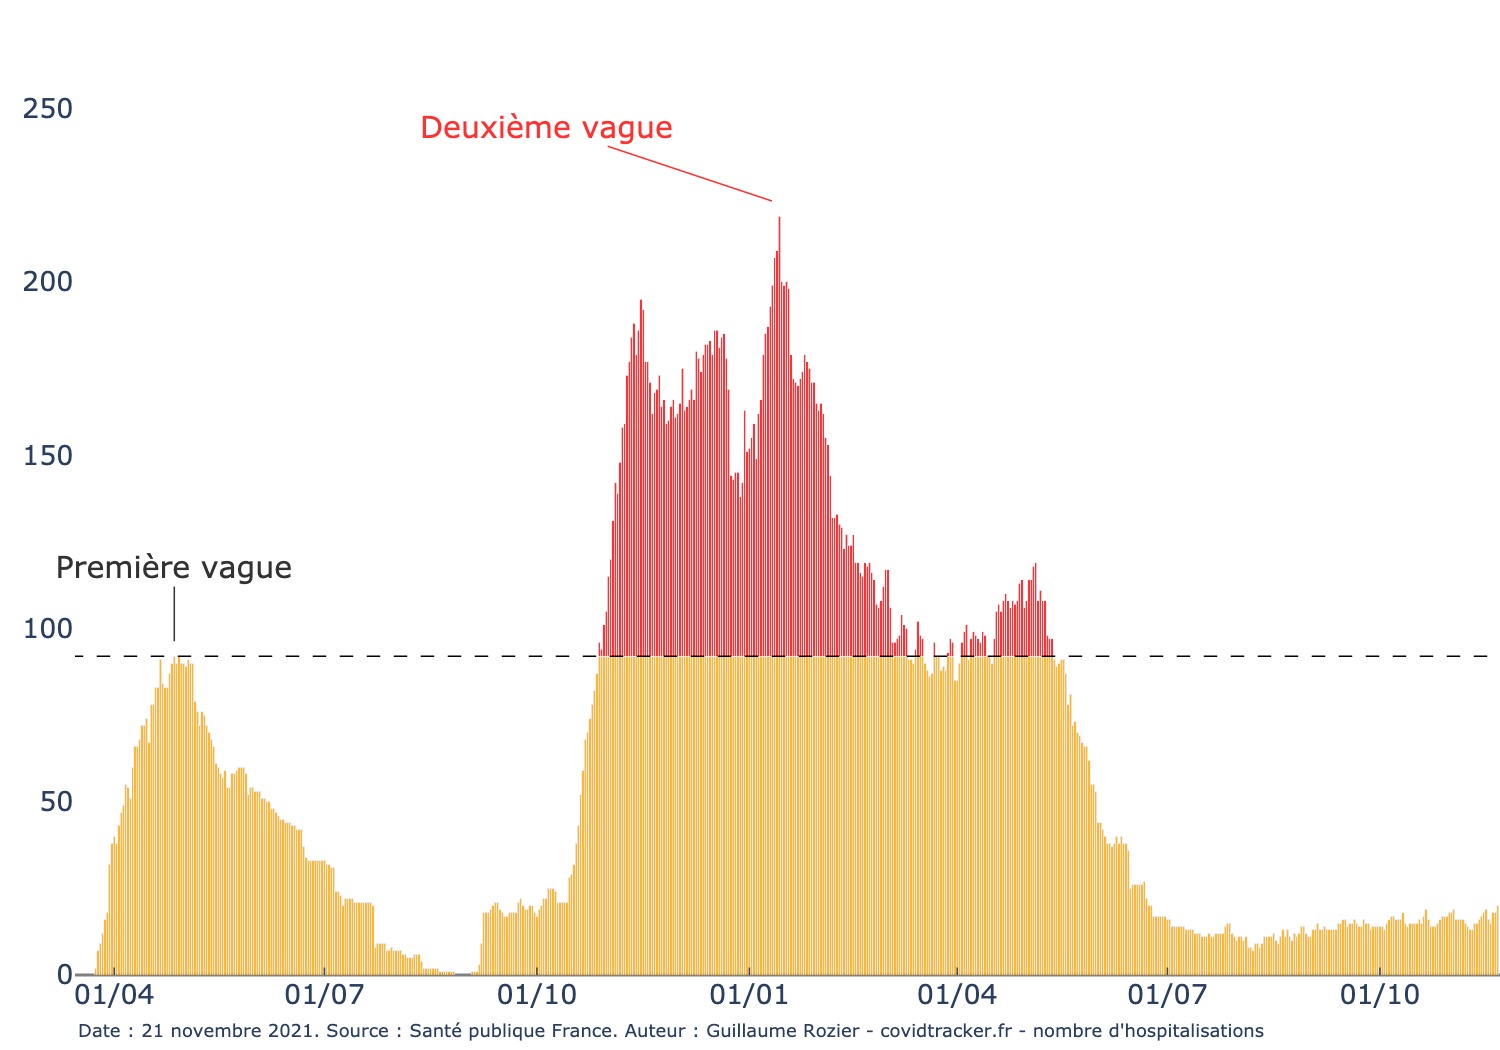 250
Deuxième vague
200
150
Première vague
100
50
0
01/04 01/07 01/10 01/01 01/04 01/07 01/10
Date : 21 novembre 2021. Source : Santé publique France. Auteur : Guillaume Rozier - covidtracker.fr - nombre d'hospitalisations